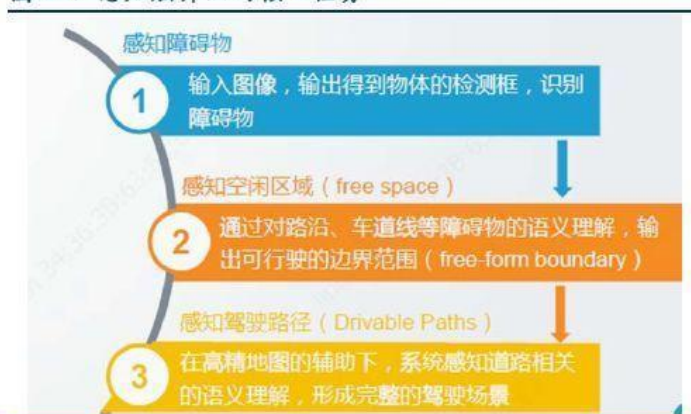 感知障碍物
1
输入图像，输出得到物体的检测框，识别
障碍物
感知空闲区域（free space）
2
通过对路沿、车道线等障碍物的语义理解，输
出可行驶的边界范围（free-form boundary）
感知驾驶路径（Drivable Paths）
3
在高精地图的辅助下，系统感知道路相关
的语义理解，形成完整的驾驶场景